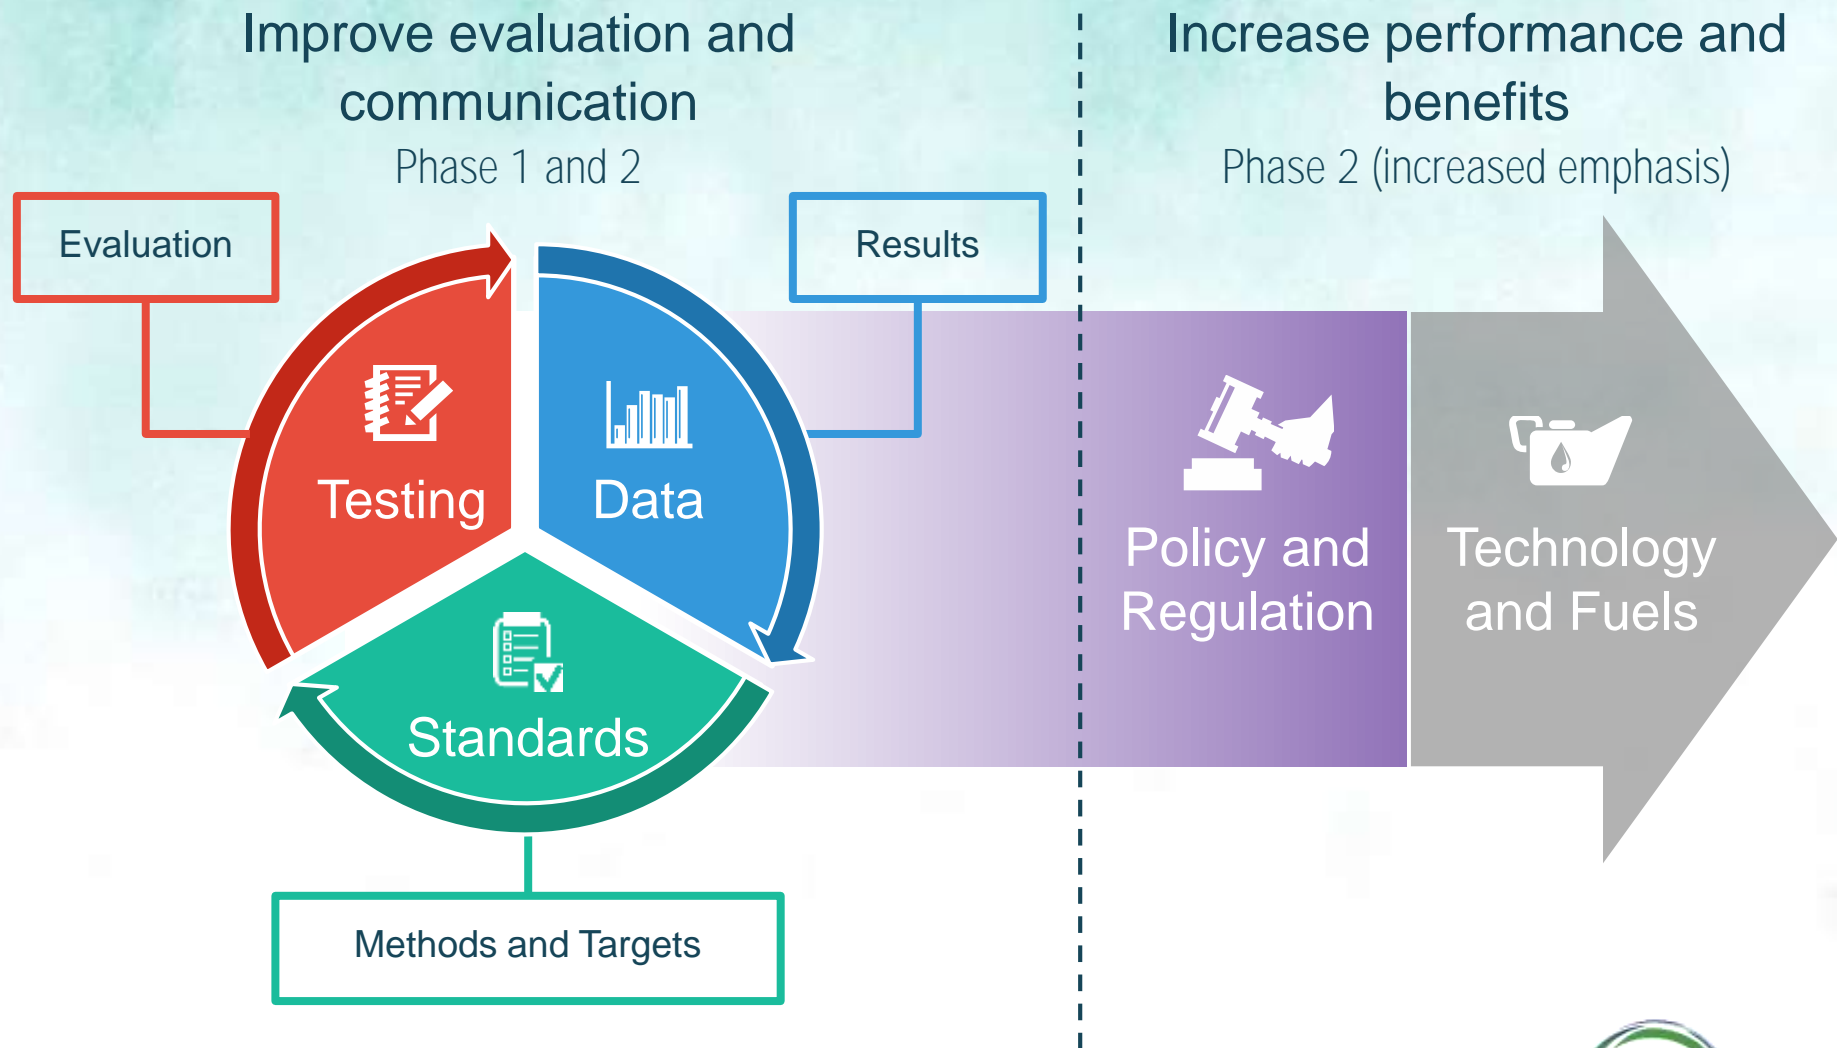 Improve evaluation and
communication
Phase 1 and 2
Increase performance and
benefits
Phase 2 (increased emphasis)
Evaluation
Results
Testing
Data
Standards
Methods and Targets
Policy and
Regulation
Technology
and Fuels